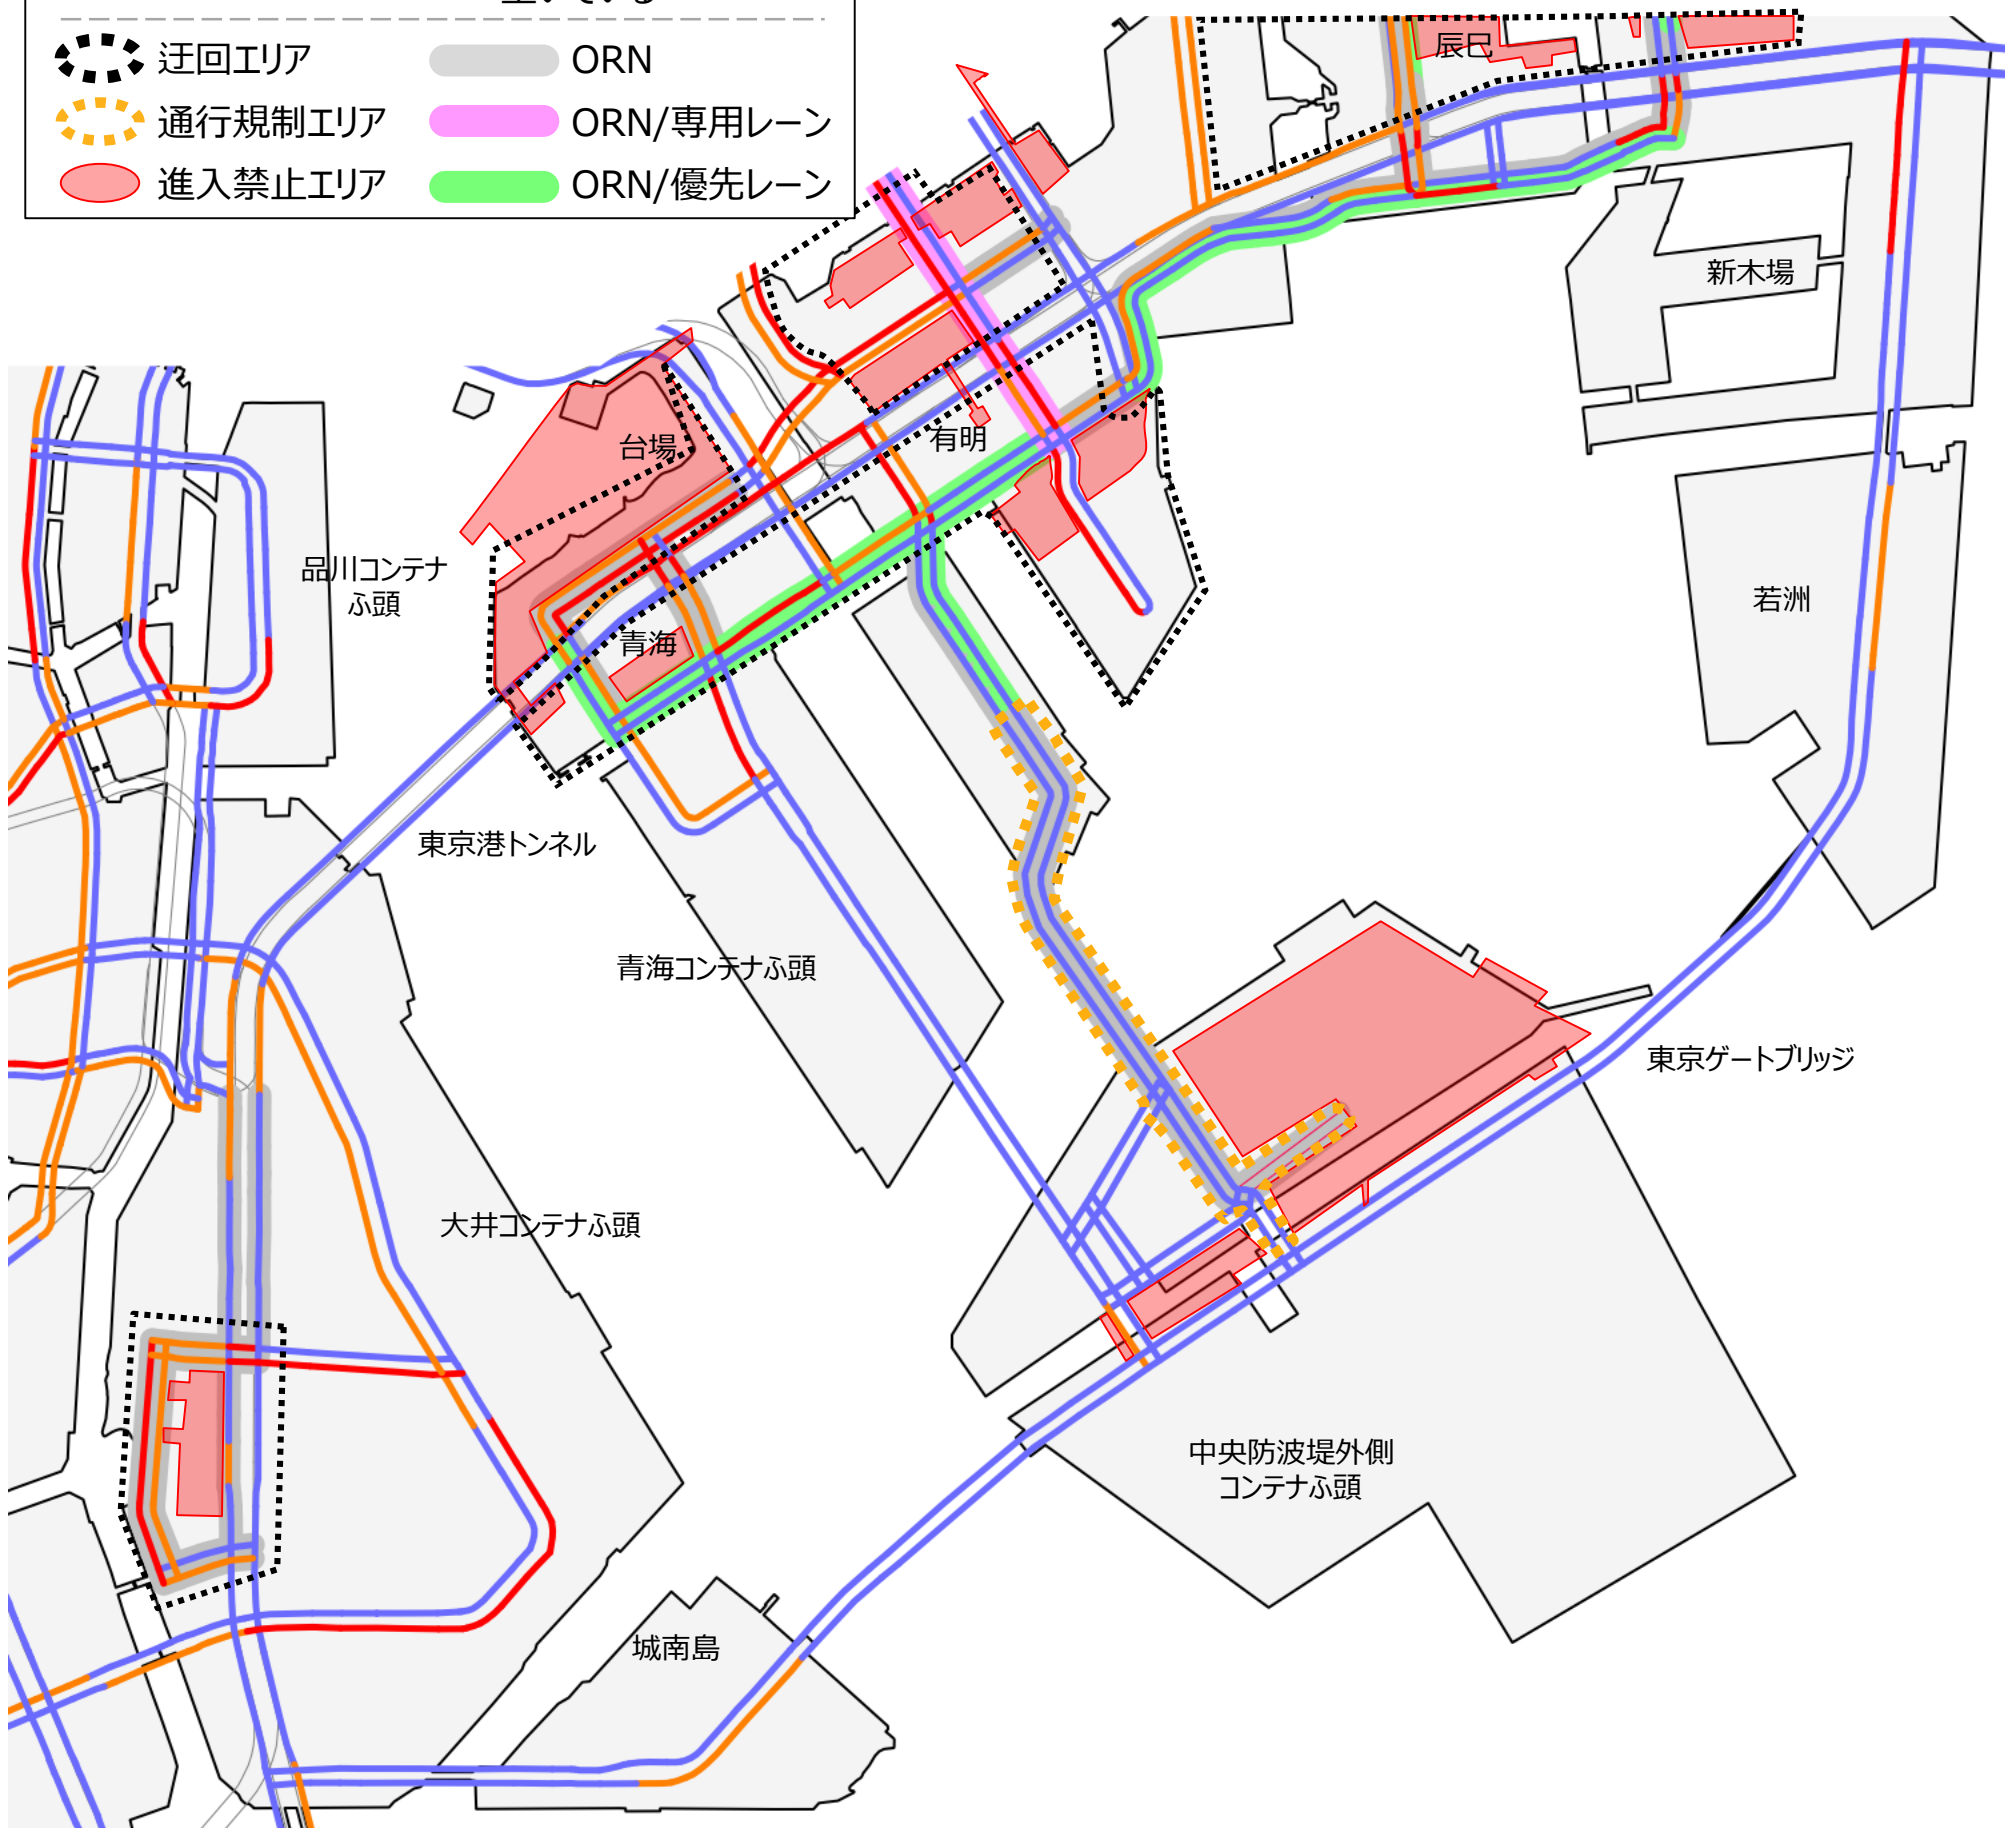 空いている
迂回エリア
ORN
通行規制エリア
ORN/専用レーン
進入禁止エリア
ORN/優先レーン
辰巳
新木場
台場
有明
品川コンテナ
ふ頭
若洲
青海
東京港トンネル
青海コンテナふ頭
東京ゲートブリッジ
大井コンテナふ頭
中央防波堤外側
コンテナふ頭
城南島